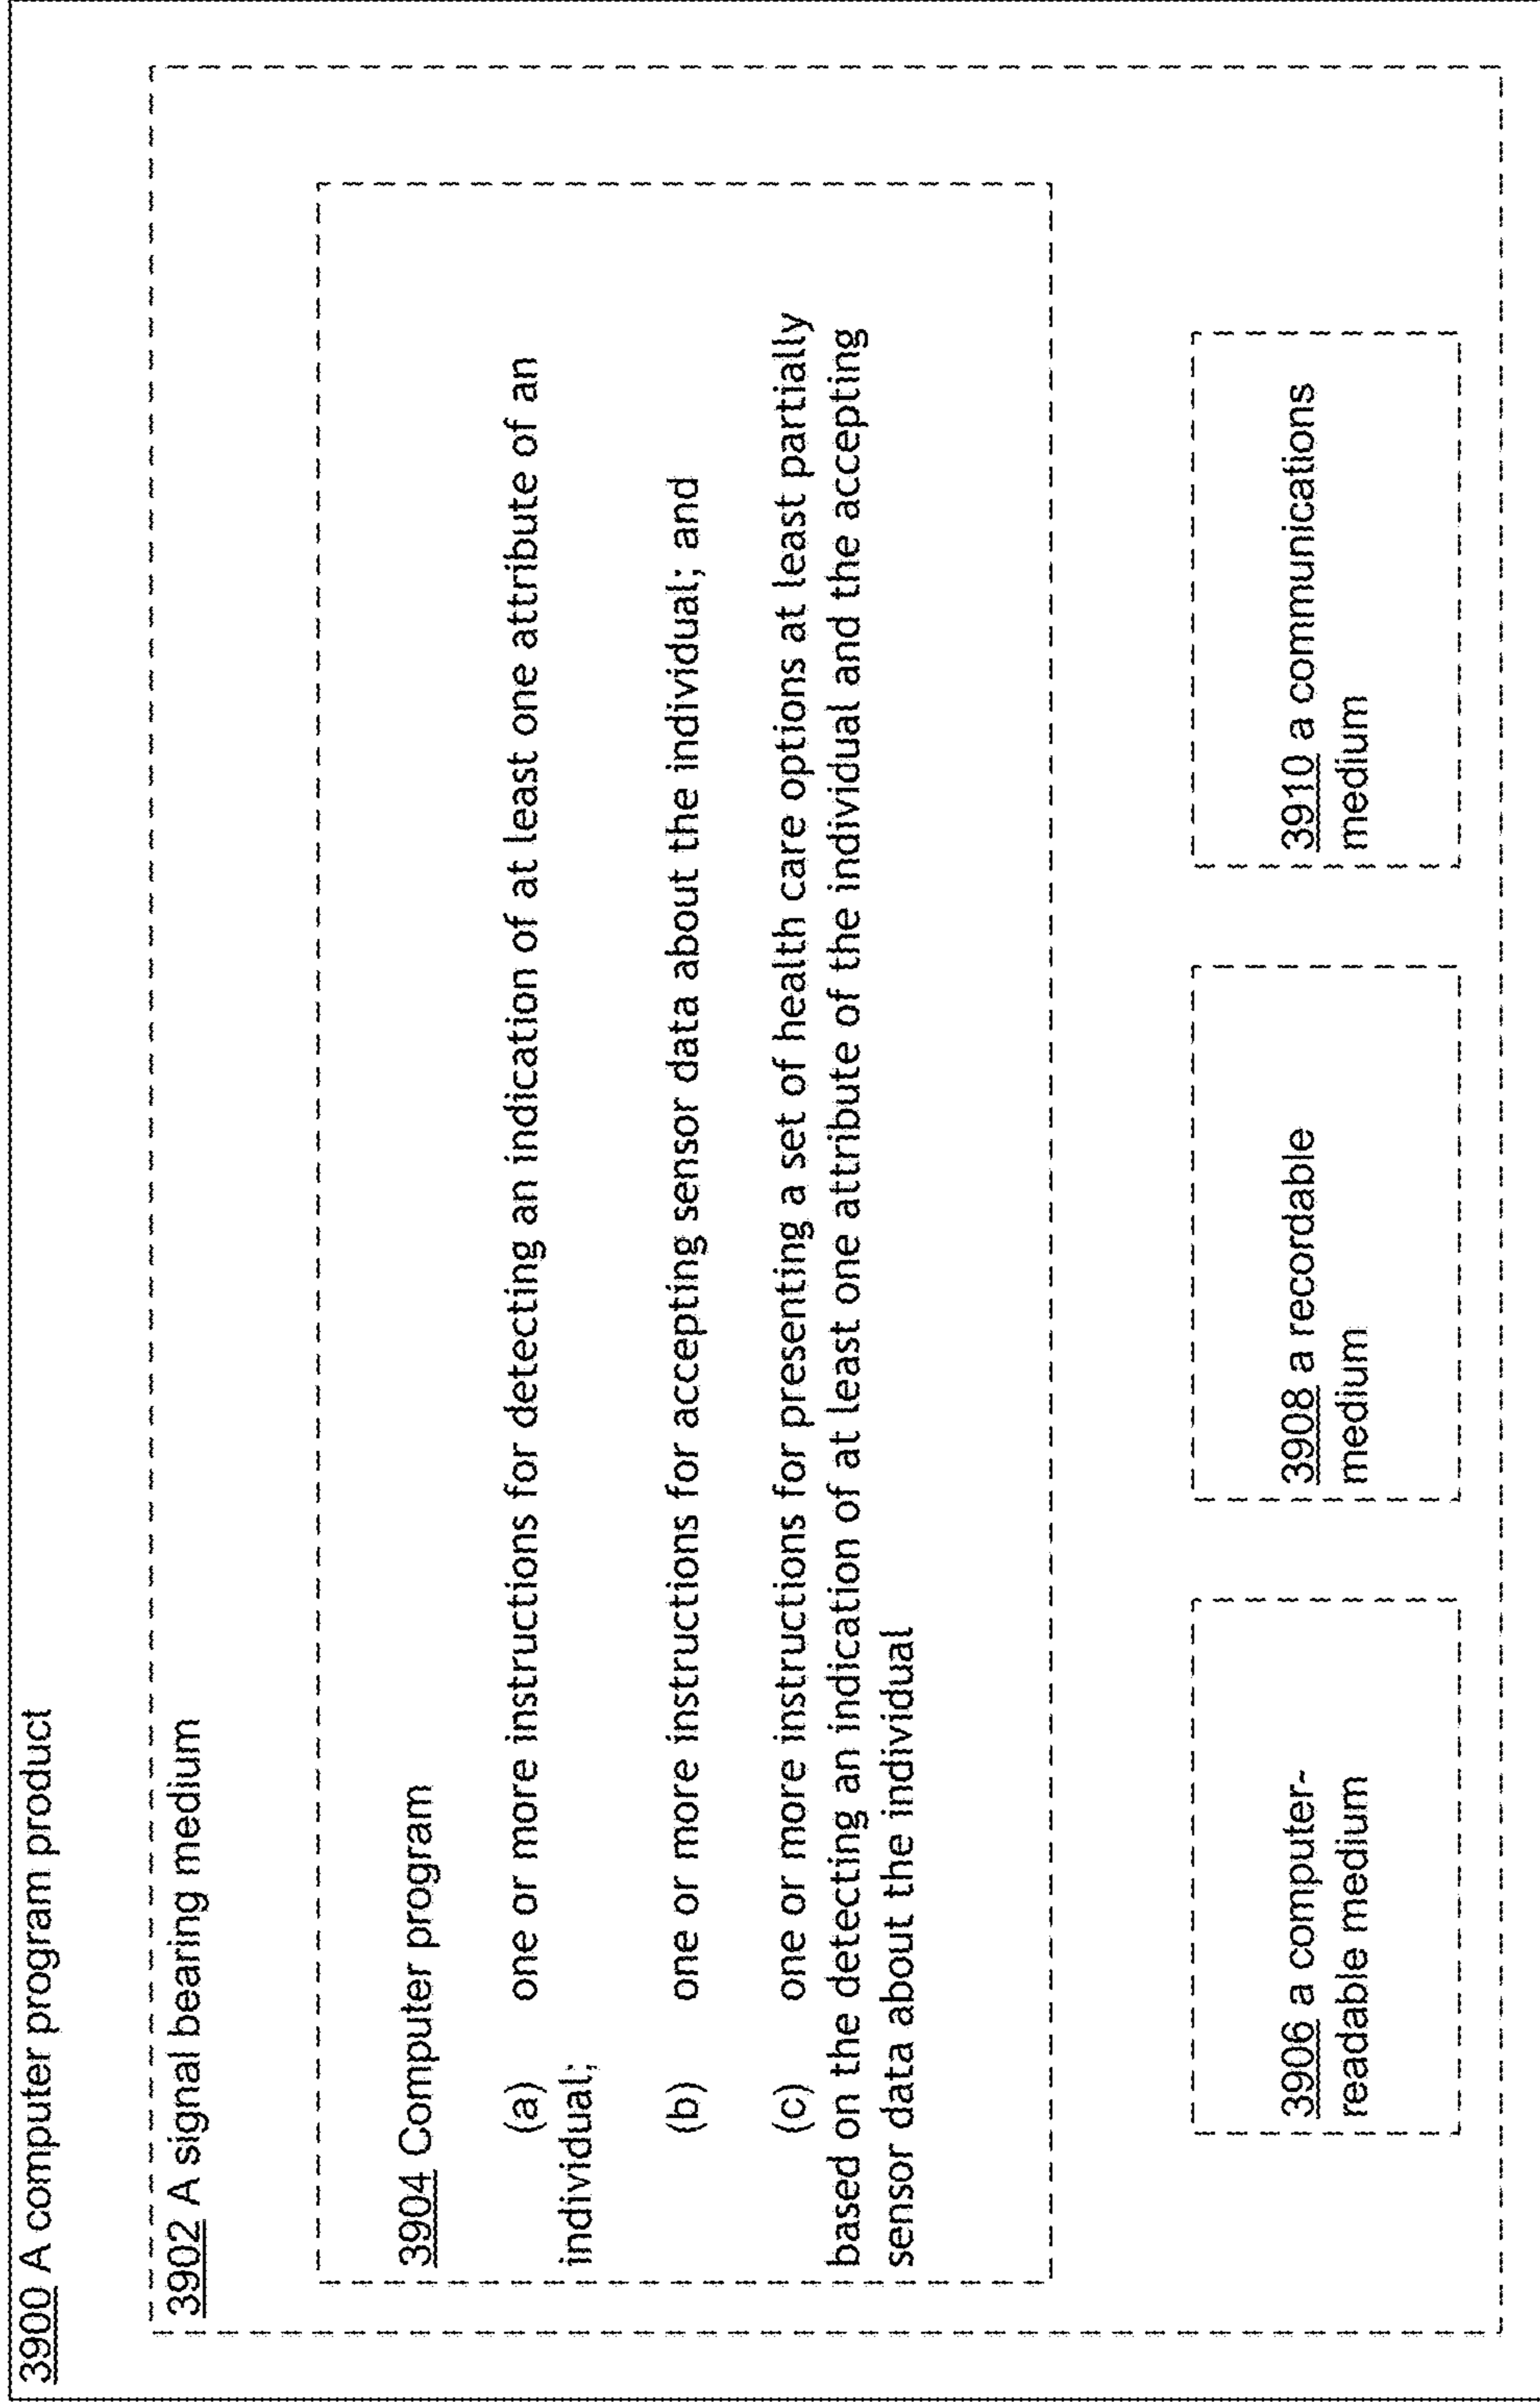 3900 A computer program product
3902 A signal bearing medium
3904 Computer program
(a) one or more instructions for detecting an indication of at least one attribute of an
individual;
(b) one or more instructions for accepting sensor data about the individual; and
(c) one or more instructions for presenting a set of health care options at least partially
based on the detecting an indication of at least one attribute of the individual and the accepting
sensor data about the individual
3906 a computer-
readable medium
3908 a recordable
medium
3910 a communications
medium